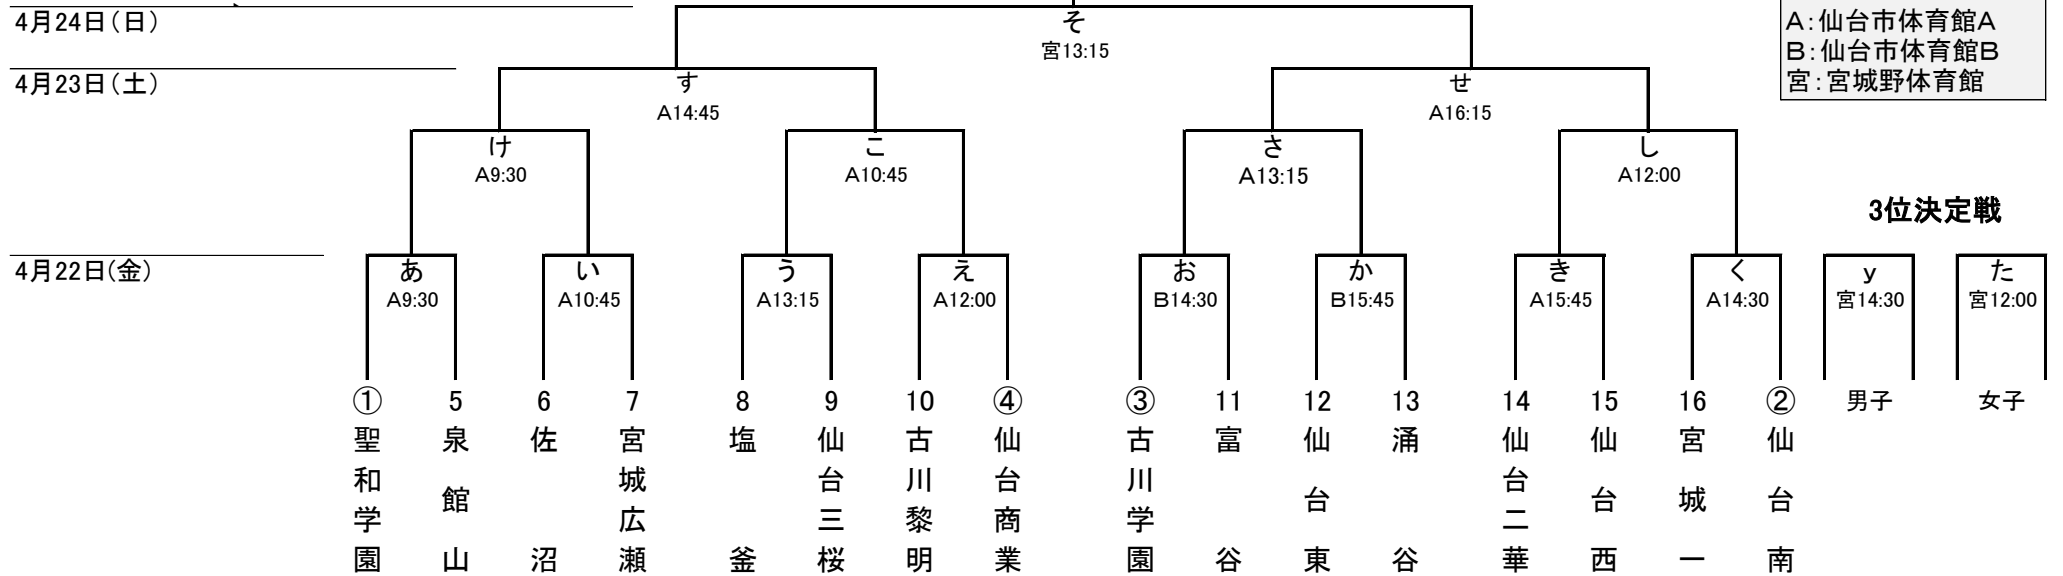 4月24日(日)
そ
宮13:15
A:仙台市体育館A
B:仙台市体育館B
宮:宮城野体育館
4月23日(土)
す
A14:45
せ
A16:15
け
A9:30
こ
A10:45
さ
A13:15
し
A12:00
3位決定戦
4月22日(金)
あ
A9:30
い
A10:45
う
A13:15
え
A12:00
お
B14:30
か
B15:45
き
A15:45
く
A14:30
y
宮14:30
た
宮12:00
①
聖和学園
5
泉館山
6
佐沼
7
宮城広瀬
8
塩釜
9
仙台三桜
10
古川黎明
④
仙台商業
③
古川学園
11
富谷
12
仙台東
13
涌谷
14
仙台二華
15
仙台西
16
宮城一
②
仙台南
男子
女子